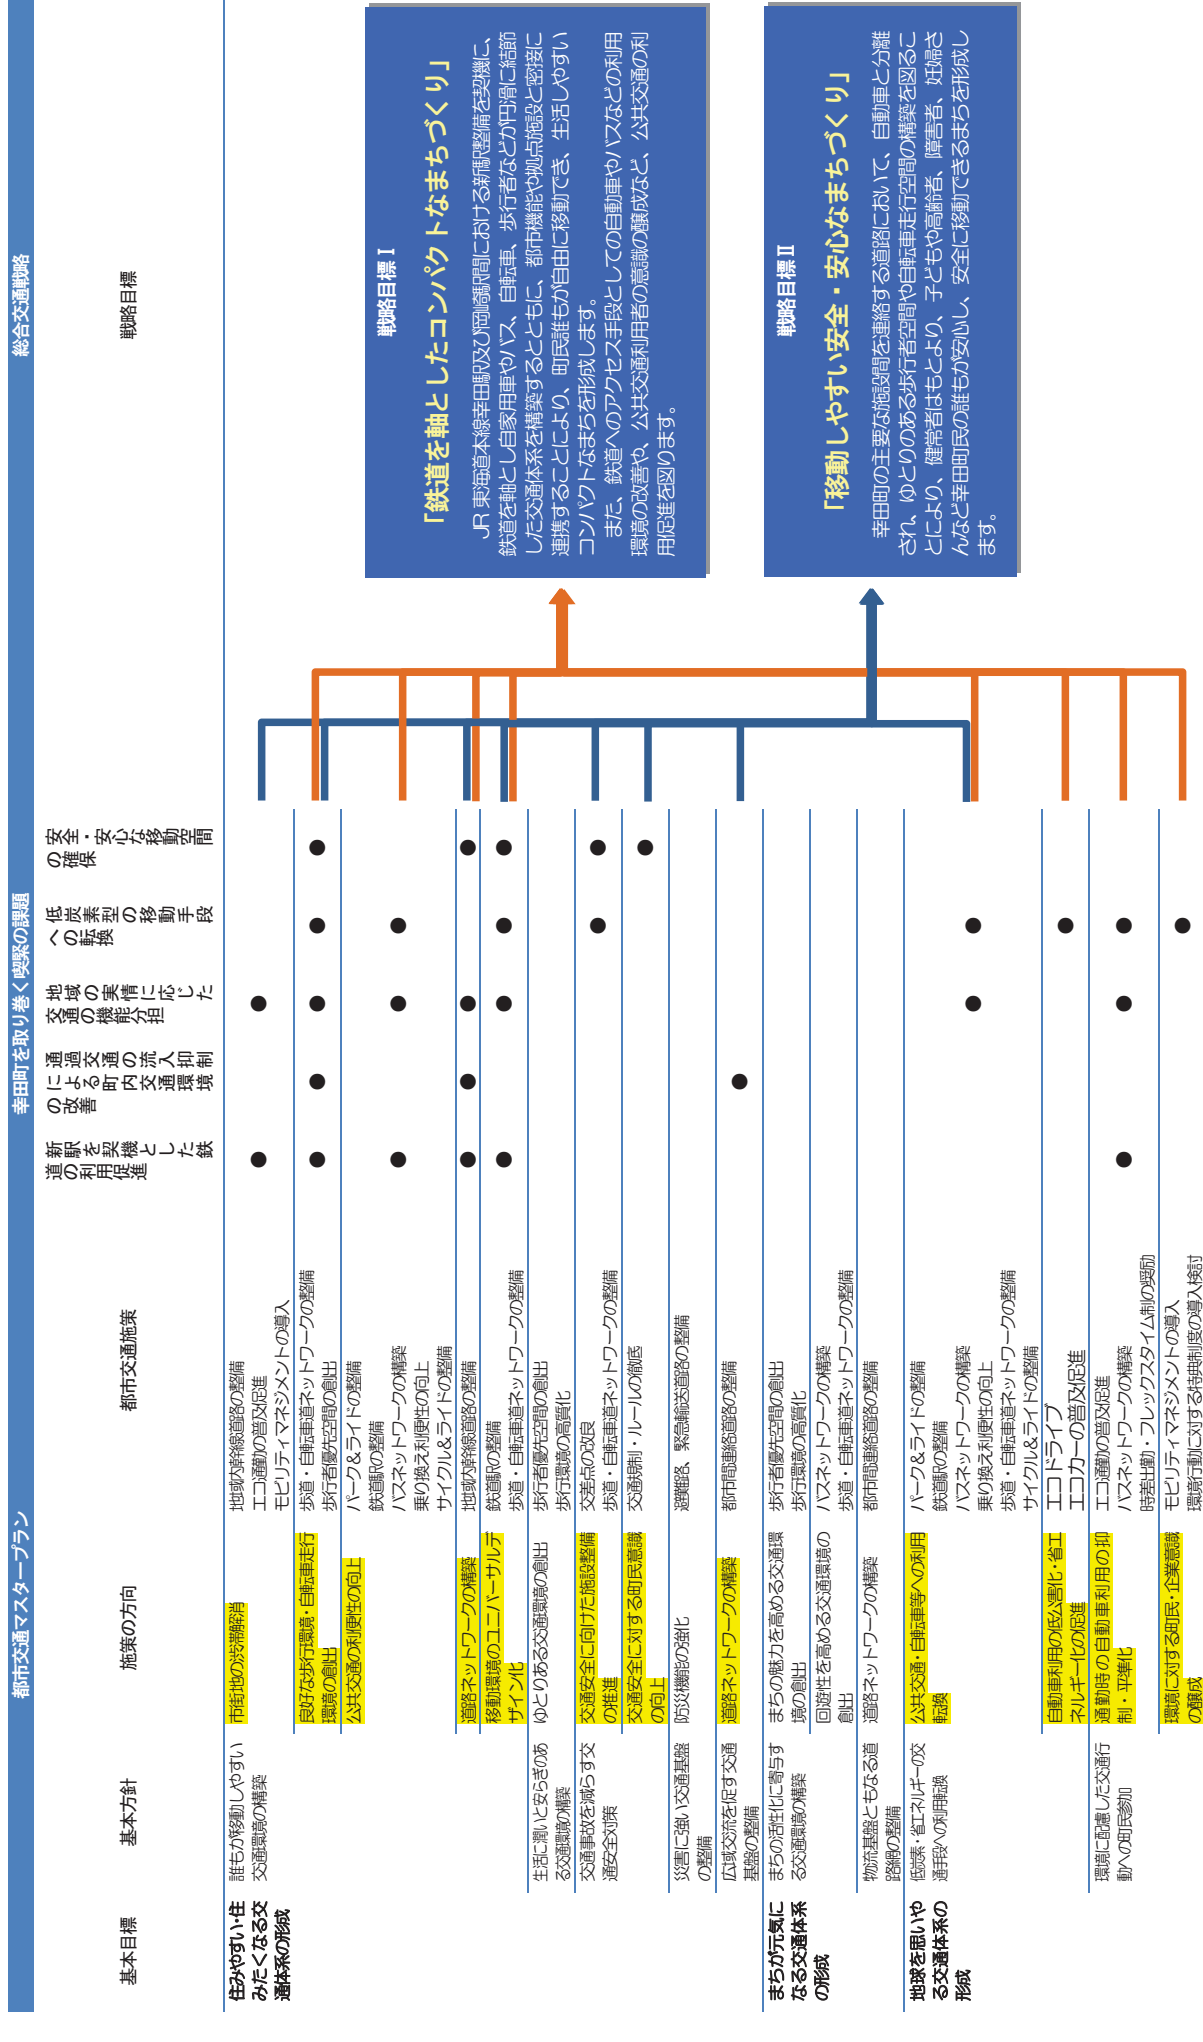 都市交通マスタープラン
幸田町を取り巻く喫緊の課題
総合交通戦略
基本目標
基本方針
施策の方向
都市交通施策
新駅を契機とした鉄
道の利用促進
通過交通の流入抑制
による町内交通環境
の改善
地域の実情に応じた
交通の機能分担
低炭素型の移動手段
への転換
安全・安心な移動空間
の確保
戦略目標
住みやすい・住
みたくなる交
通体系の形成
誰もが移動しやすい
交通環境の構築
市街地の渋滞解消
地域内幹線道路の整備
エコ通勤の普及促進
モビリティマネジメントの導入
良好な歩行環境・自転車走行
環境の創出
歩道・自転車道ネットワークの整備
歩行者優先空間の創出
公共交通の利便性の向上
パーク＆ライドの整備
鉄道駅の整備
バスネットワークの構築
乗り換え利便性の向上
サイクル＆ライドの整備
道路ネットワークの構築
地域内幹線道路の整備
移動環境のユニバーサルデ
ザイン化
鉄道駅の整備
歩道・自転車道ネットワークの整備
生活に潤いと安らぎのあ
る交通環境の構築
ゆとりある交通環境の創出
歩行者優先空間の創出
歩行環境の高質化
交通事故を減らす交
通安全対策
交通安全に向けた施設整備
の推進
交差点の改良
歩道・自転車道ネットワークの整備
交通安全に対する町民意識
の向上
交通規制・ルールの徹底
災害に強い交通基盤
の整備
防災機能の強化
避難路、緊急輸送道路の整備
広域交流を促す交通
基盤の整備
道路ネットワークの構築
都市間連絡道路の整備
まちが元気に
なる交通体系
の形成
まちの活性化に寄与す
る交通環境の構築
まちの魅力を高める交通環
境の創出
歩行者優先空間の創出
歩行環境の高質化
回遊性を高める交通環境の
創出
バスネットワークの構築
歩道・自転車道ネットワークの整備
物流基盤ともなる道
路網の整備
道路ネットワークの構築
都市間連絡道路の整備
地球を思いや
る交通体系の
形成
低炭素・省エネルギーの交
通手段への利用転換
公共交通・自転車等への利用
転換
パーク＆ライドの整備
鉄道駅の整備
バスネットワークの構築
乗り換え利便性の向上
歩道・自転車道ネットワークの整備
サイクル＆ライドの整備
自動車利用の低公害化・省エ
ネルギー化の促進
エコドライブ
エコカーの普及促進
環境に配慮した交通行
動への町民参加
通勤時の自動車利用の抑
制・平準化
エコ通勤の普及促進
バスネットワークの構築
時差出勤・フレックスタイム制の奨励
環境に対する町民・企業意識
の醸成
モビリティマネジメントの導入
環境行動に対する特典制度の導入検討
戦略目標Ⅰ
「鉄道を軸としたコンパクトなまちづくり」
JR 東海道本線幸田駅及び岡崎駅間における新駅整備を契機に、
鉄道を軸とし自家用車やバス、自転車、歩行者などが円滑に結節
した交通体系を構築するとともに、都市機能や拠点施設と密接に
連携することにより、町民誰もが自由に移動でき、生活しやすい
コンパクトなまちを形成します。
また、鉄道へのアクセス手段としての自動車やバスなどの利用
環境の改善や、公共交通利用者の意識の醸成など、公共交通の利
用促進を図ります。
戦略目標Ⅱ
「移動しやすい安全・安心なまちづくり」
幸田町の主要な施設間を連絡する道路において、自動車と分離
され、ゆとりのある歩行者空間や自転車走行空間の構築を図るこ
とにより、健常者はもとより、子どもや高齢者、障害者、妊婦さ
んなど幸田町民の誰もが安心し、安全に移動できるまちを形成し
ます。